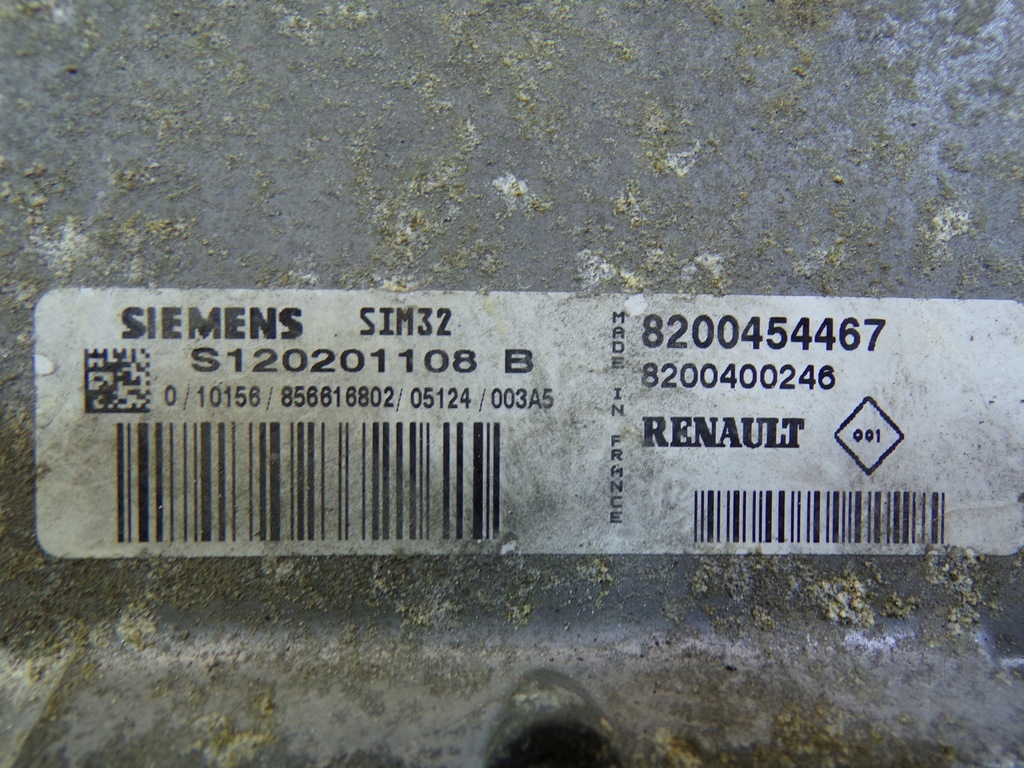 SIEMENS SIM32
S120201108 B
0/10156/856616802/05124/003A5
MADE IN FRANCE
8200454467
8200400246
RENAULT 001